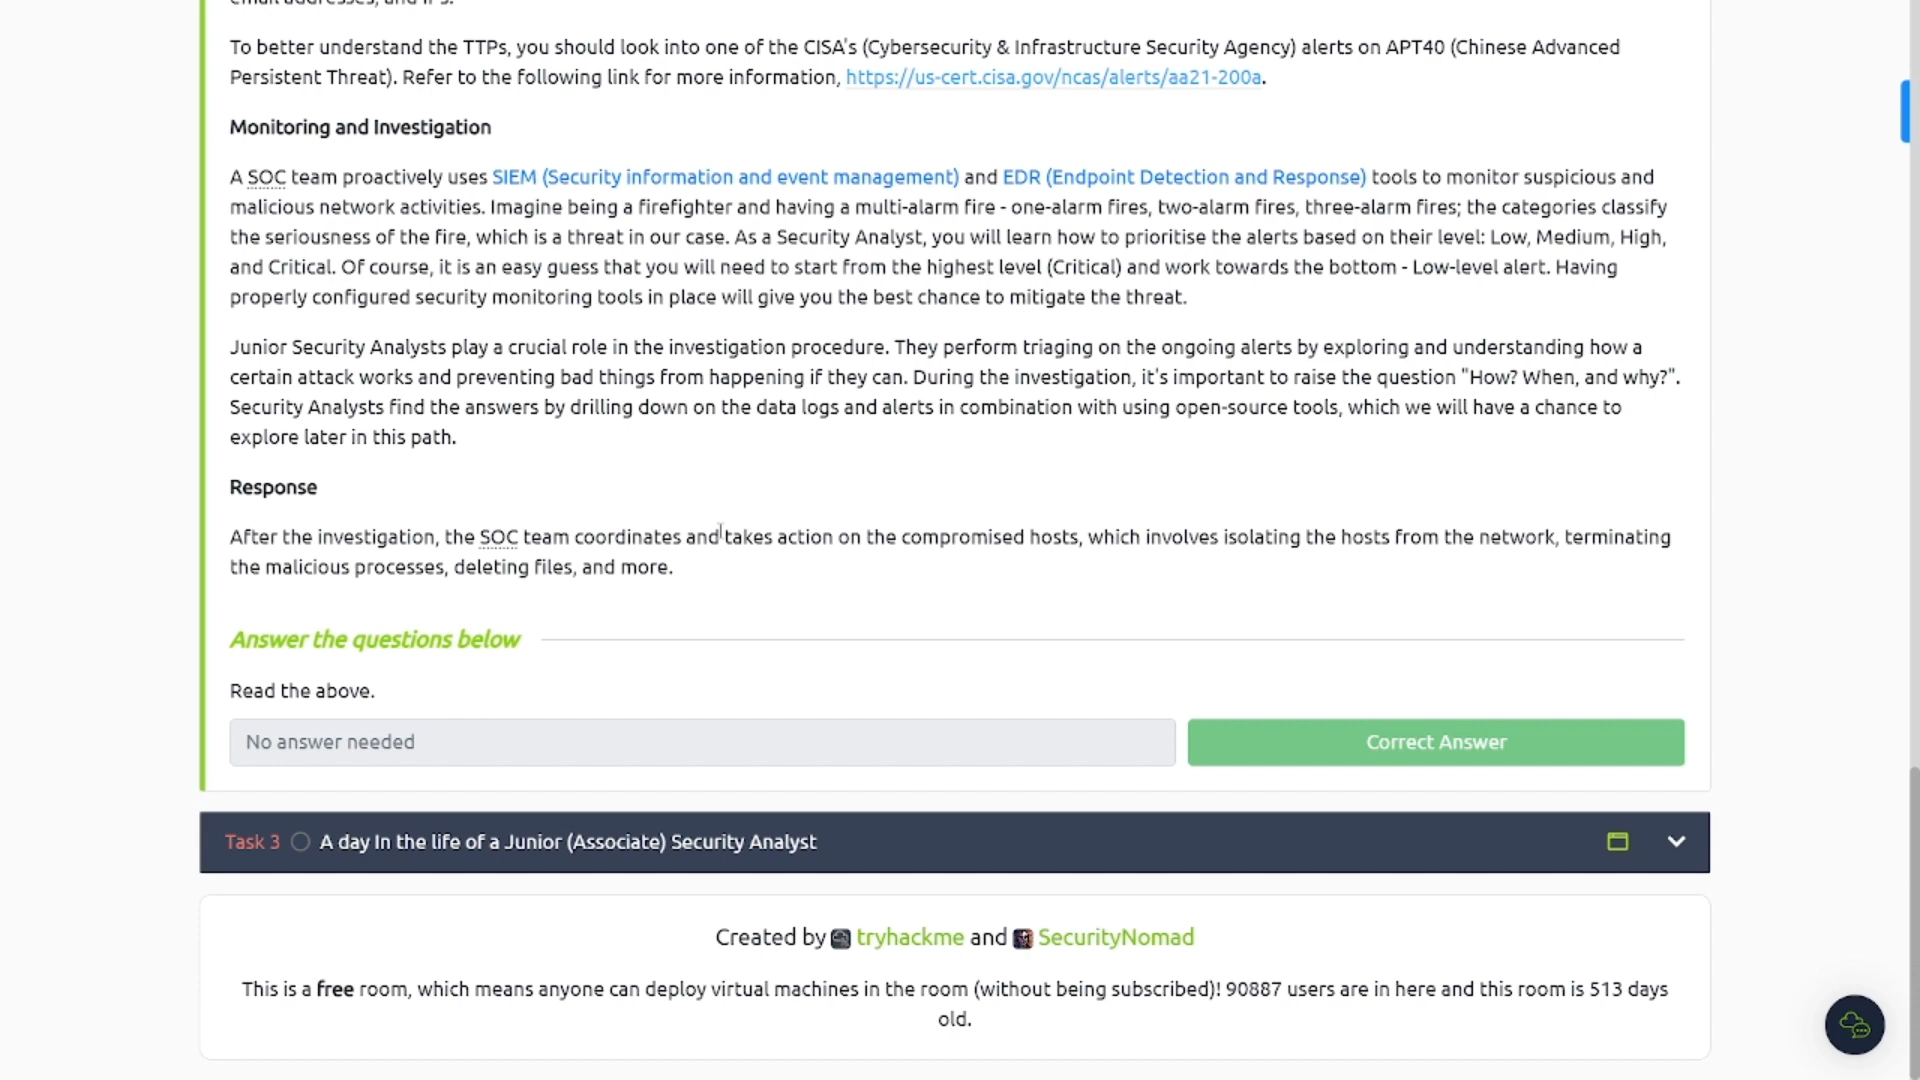 To better understand the TTPs, you should look into one of the CISA's (Cybersecurity & Infrastructure Security Agency) alerts on APT40 (Chinese Advanced
Persistent Threat). Refer to the following link for more information, https://us-cert.cisa.gov/ncas/alerts/aa21-200a.
Monitoring and Investigation
A SOC team proactively uses SIEM (Security information and event management) and EDR (Endpoint Detection and Response) tools to monitor suspicious and
malicious network activities. Imagine being a firefighter and having a multi-alarm fire - one-alarm fires, two-alarm fires, three-alarm fires; the categories classify
the seriousness of the fire, which is a threat in our case. As a Security Analyst, you will learn how to prioritise the alerts based on their level: Low, Medium, High,
and Critical. Of course, it is an easy guess that you will need to start from the highest level (Critical) and work towards the bottom - Low-level alert. Having
properly configured security monitoring tools in place will give you the best chance to mitigate the threat.
Junior Security Analysts play a crucial role in the investigation procedure. They perform triaging on the ongoing alerts by exploring and understanding how a
certain attack works and preventing bad things from happening if they can. During the investigation, it's important to raise the question "How? When, and why?".
Security Analysts find the answers by drilling down on the data logs and alerts in combination with using open-source tools, which we will have a chance to
explore later in this path.
Response
After the investigation, the SOC team coordinates and takes action on the compromised hosts, which involves isolating the hosts from the network, terminating
the malicious processes, deleting files, and more.
Answer the questions below
Read the above.
No answer needed
Correct Answer
Task 3 A day In the life of a Junior (Associate) Security Analyst
Created by tryhackme and SecurityNomad
This is a free room, which means anyone can deploy virtual machines in the room (without being subscribed)! 90887 users are in here and this room is 513 days
old.